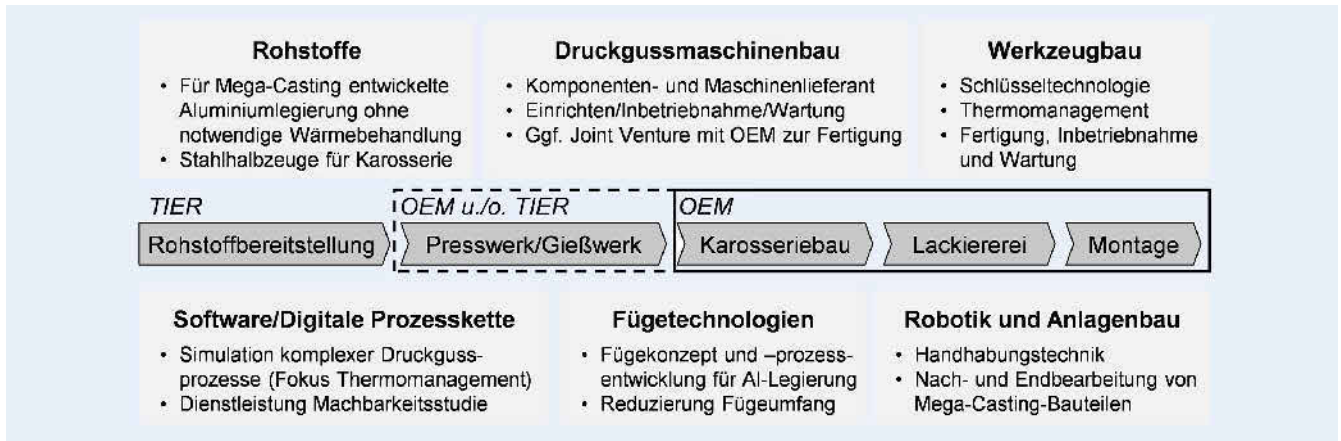 Rohstoffe
• Für Mega-Casting entwickelte
Aluminiumlegierung ohne
notwendige Wärmebehandlung
• Stahlhalbzeuge für Karosserie
Druckgussmaschinenbau
• Komponenten- und Maschinenlieferant
• Einrichten/Inbetriebnahme/Wartung
• Ggf. Joint Venture mit OEM zur Fertigung
Werkzeugbau
• Schlüsseltechnologie
• Thermomanagement
• Fertigung, Inbetriebnahme
und Wartung
TIER
OEM u./o. TIER
OEM
Rohstoffbereitstellung
Presswerk/Gießwerk
Karosseriebau
Lackiererei
Montage
Software/Digitale Prozesskette
• Simulation komplexer Druckguss-
prozesse (Fokus Thermomanagement)
• Dienstleistung Machbarkeitsstudie
Fügetechnologien
• Fügekonzept und –prozess-
entwicklung für Al-Legierung
• Reduzierung Fügeumfang
Robotik und Anlagenbau
• Handhabungstechnik
• Nach- und Endbearbeitung von
Mega-Casting-Bauteilen